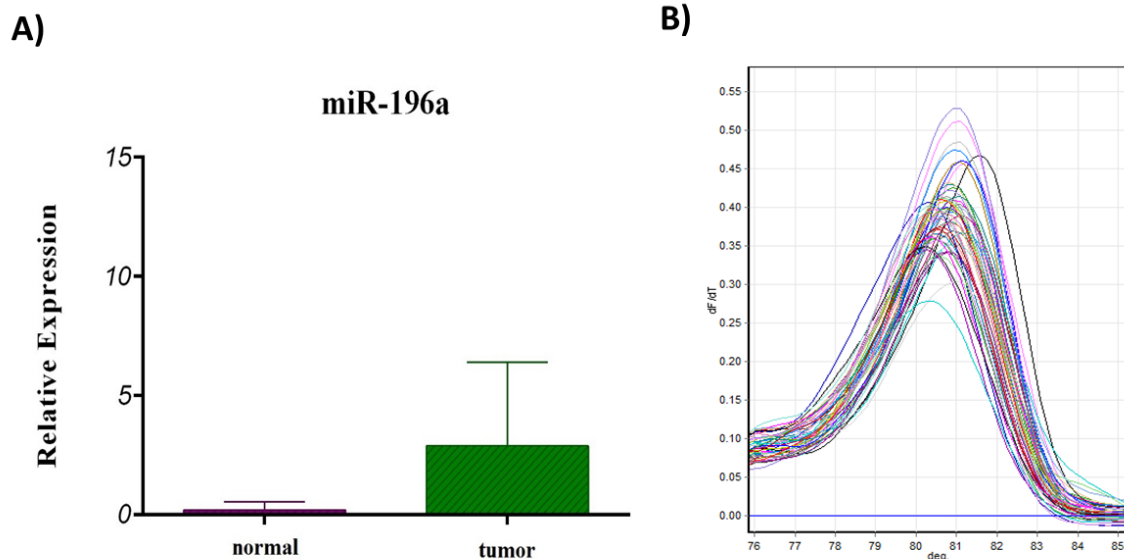 A)
miR-196a
Relative Expression
15
10
5
0
normal
tumor
B)
dF/dT
0.55
0.50
0.45
0.40
0.35
0.30
0.25
0.20
0.15
0.10
0.05
0.00
76 77 78 79 80 81 82 83 84 85
deg.